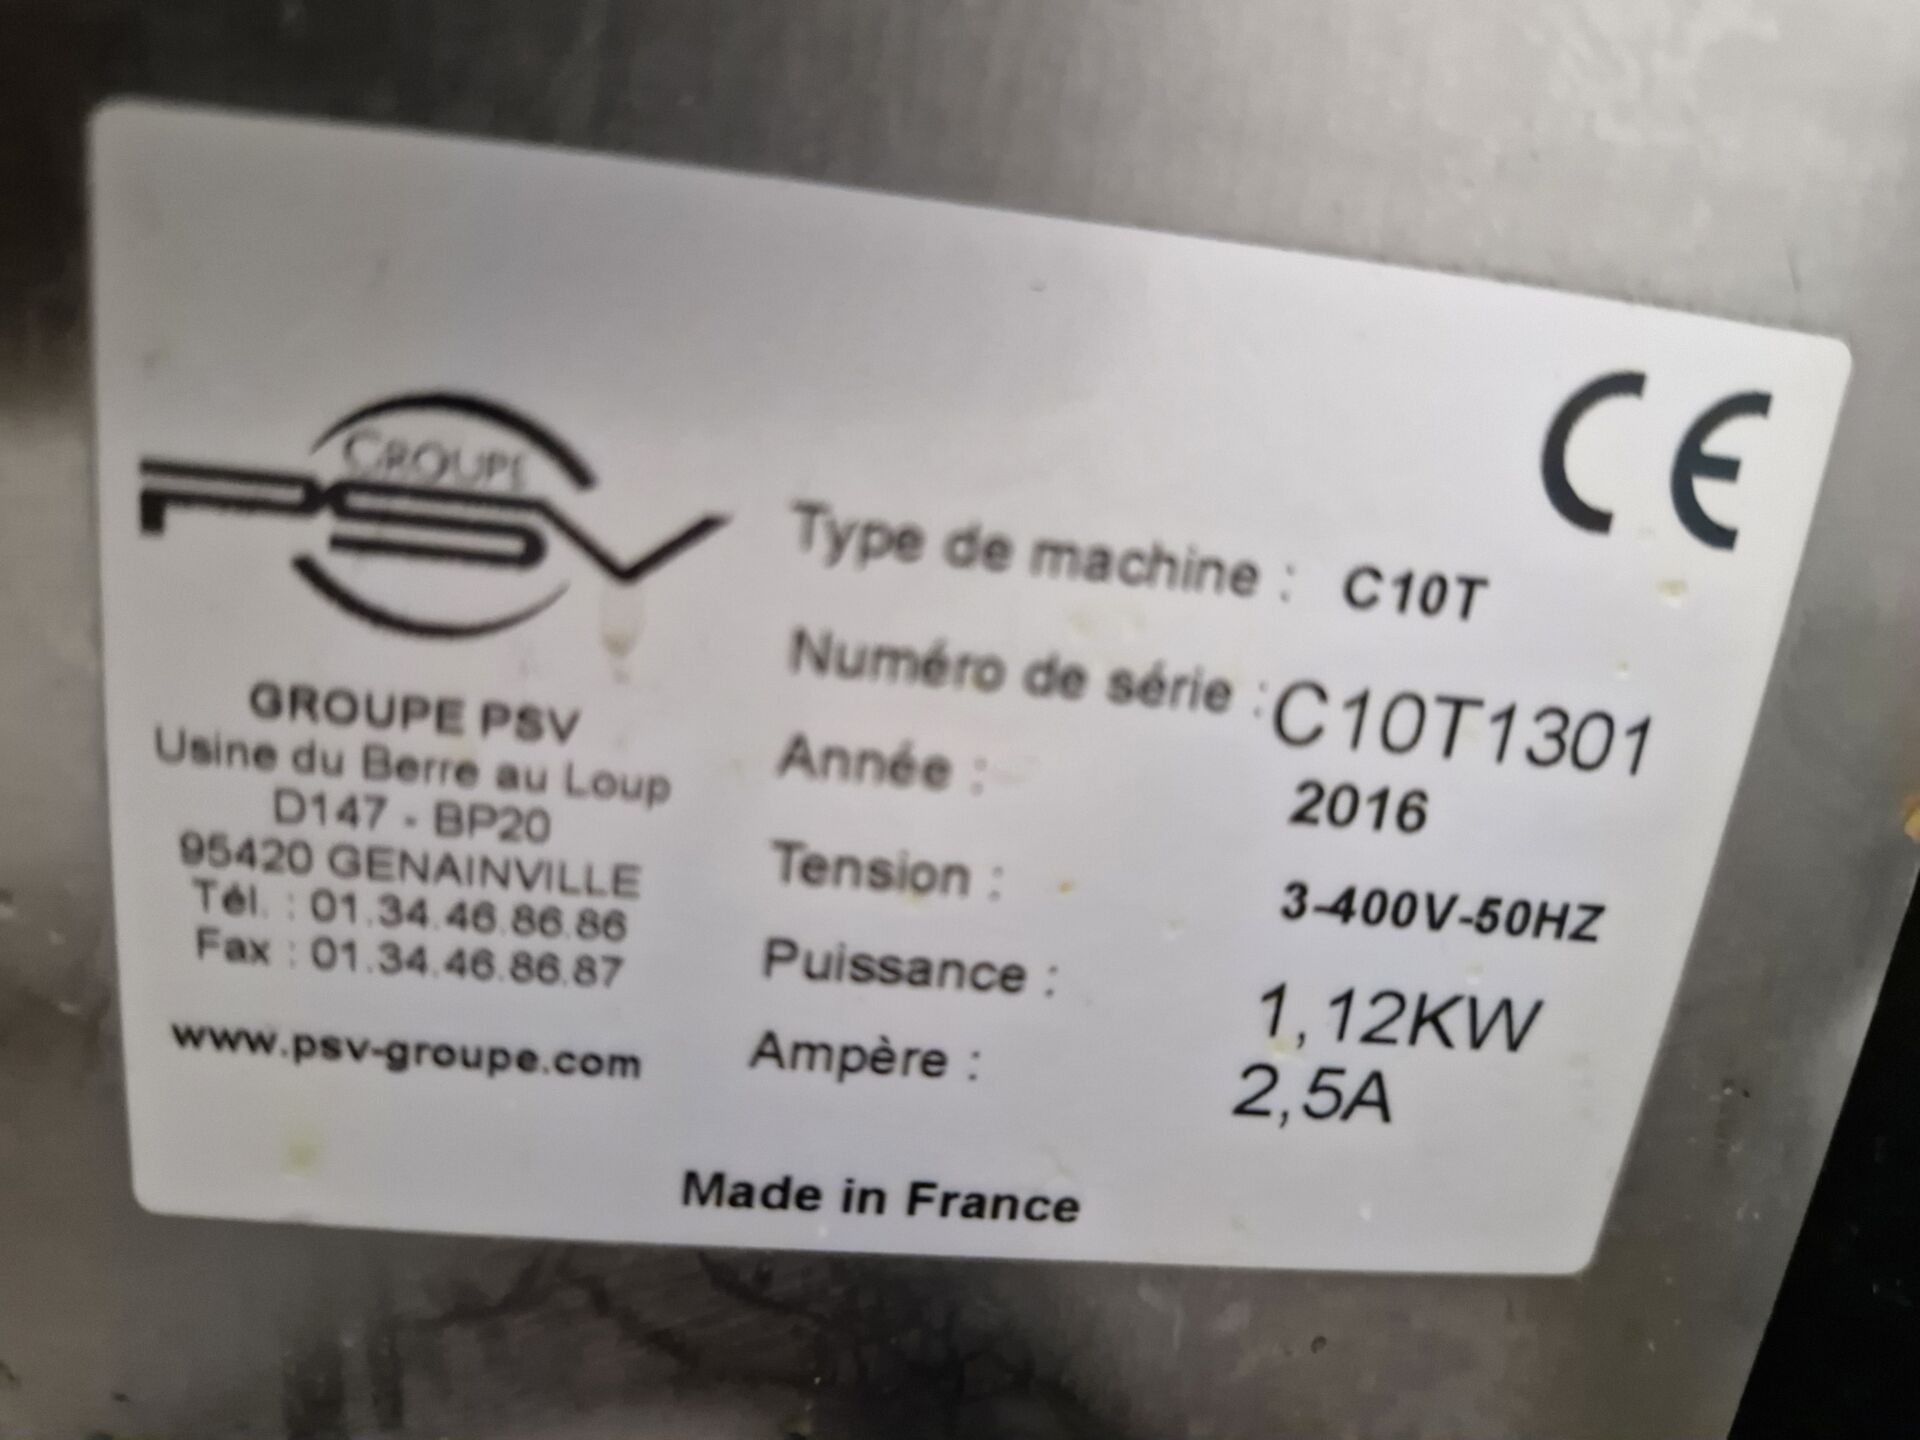 CE
GROUPE
PSV
GROUPE PSV
Usine du Berre au Loup
D147 - BP20
95420 GENAINVILLE
Tél. : 01.34.46.86.86
Fax : 01.34.46.86.87
www.psv-groupe.com
Type de machine : C10T
Numéro de série : C10T1301
Année : 2016
Tension : 3-400V-50HZ
Puissance : 1,12KW
Ampère : 2,5A
Made in France